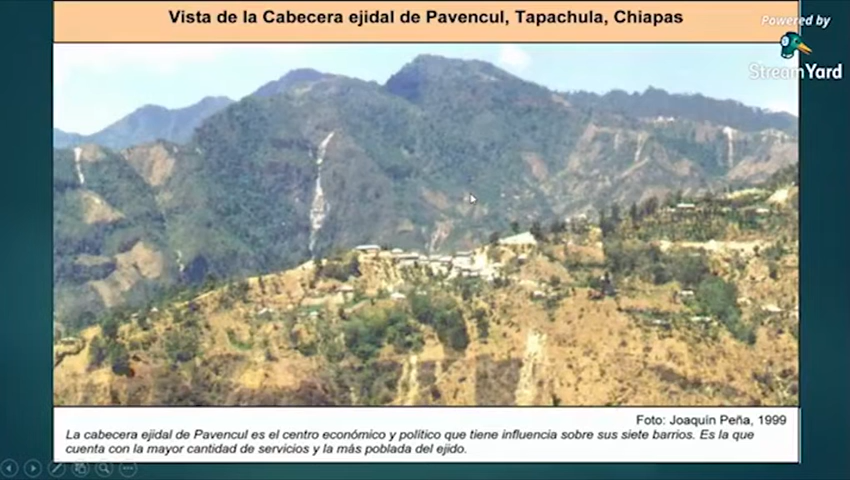 Vista de la Cabecera ejidal de Pavencul, Tapachula, Chiapas
Powered by
StreamYard
Foto: Joaquín Peña, 1999
La cabecera ejidal de Pavencul es el centro económico y político que tiene influencia sobre sus siete barrios. Es la que
cuenta con la mayor cantidad de servicios y la más poblada del ejido.